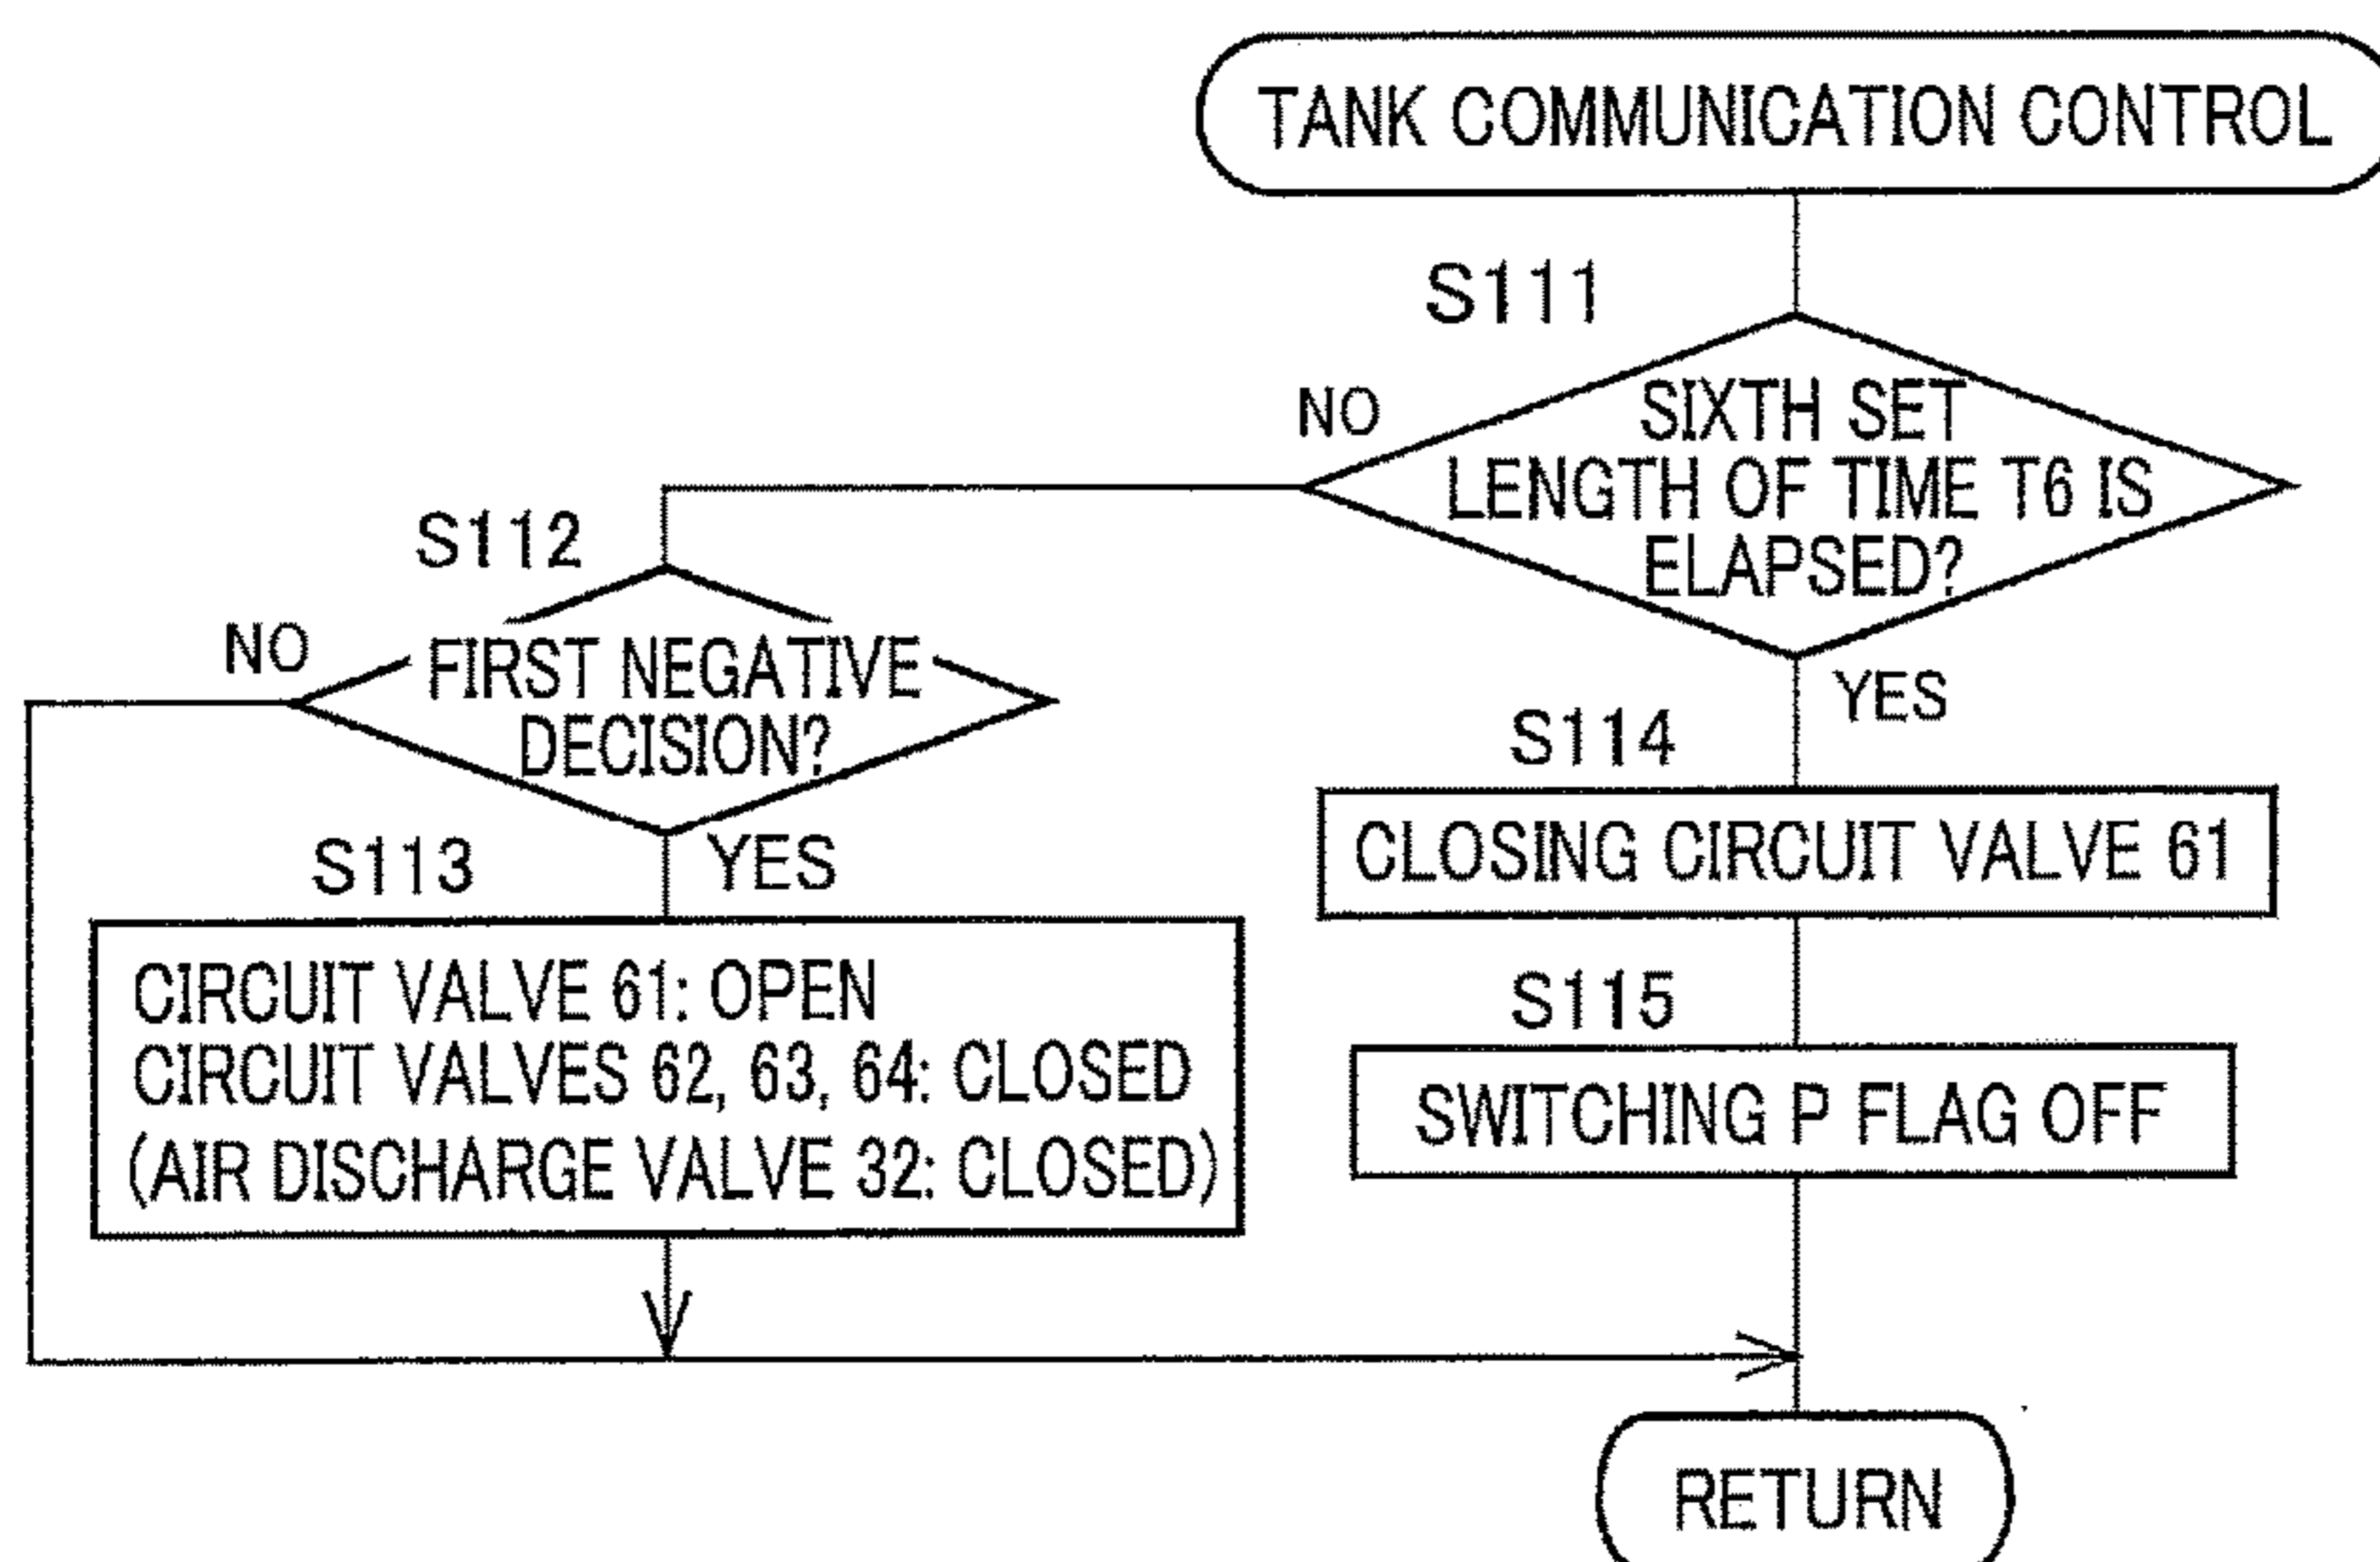 TANK COMMUNICATION CONTROL
S111
NO
SIXTH SET
LENGTH OF TIME T6 IS
ELAPSED?
YES
S112
NO
FIRST NEGATIVE
DECISION?
YES
S113
CIRCUIT VALVE 61: OPEN
CIRCUIT VALVES 62, 63, 64: CLOSED
(AIR DISCHARGE VALVE 32: CLOSED)
S114
CLOSING CIRCUIT VALVE 61
S115
SWITCHING P FLAG OFF
RETURN